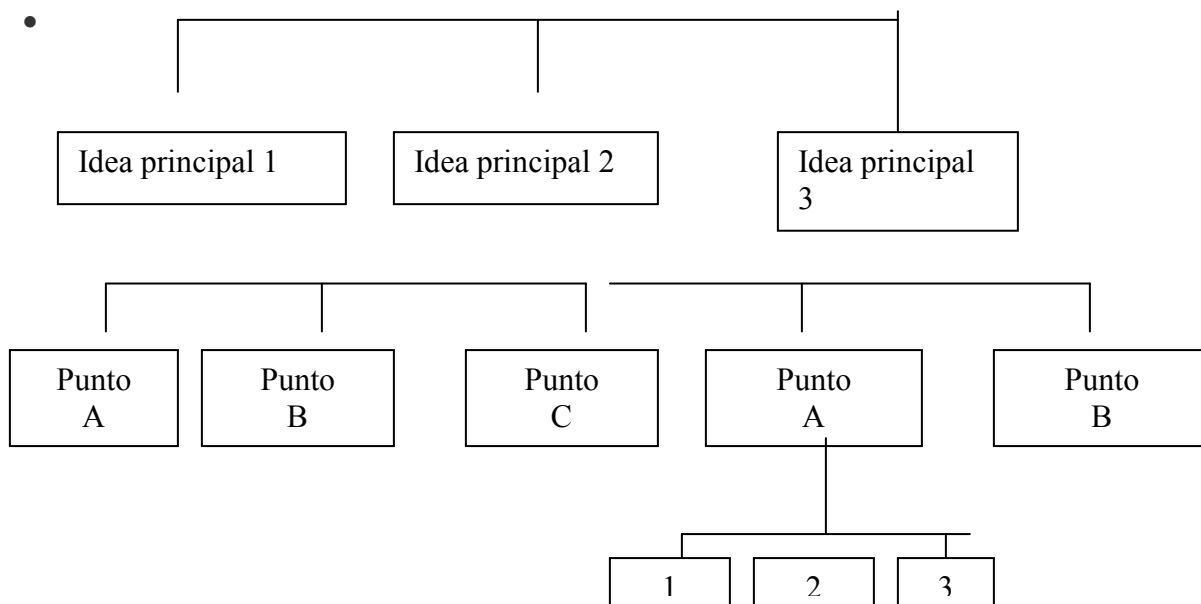 •
Idea principal 1
Idea principal 2
Idea principal
3
Punto
A
Punto
B
Punto
C
Punto
A
Punto
B
1
2
3